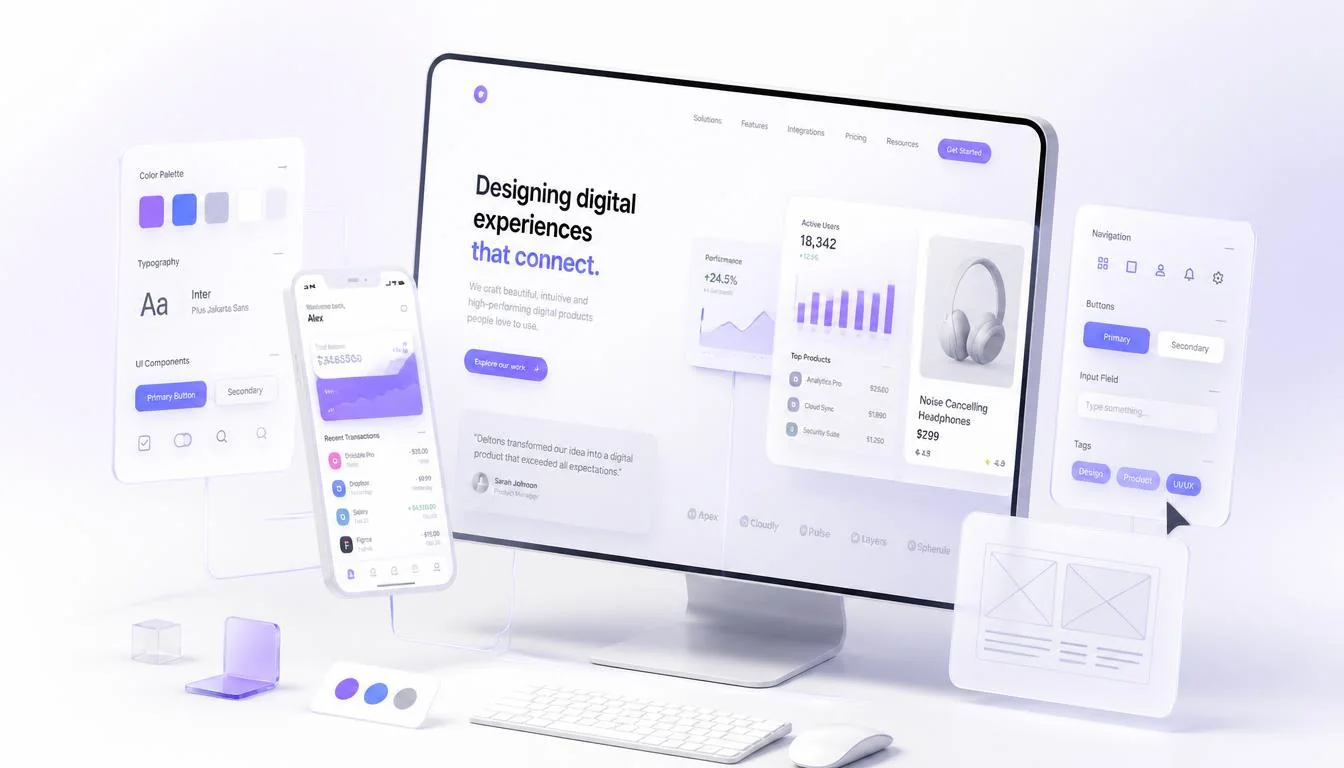 Color Palette
Typography
Aa
Inter
Plus Jakarta Sans
UI Components
Primary Button
Secondary
Alex
Recent Transactions
Dribbble Pro
Dropbox
Salary
Figma
Solutions
Features
Integrations
Pricing
Resources
Get Started
Designing digital
experiences
that connect.
We craft beautiful, intuitive and
high-performing digital products
people love to use.
Explore our work
"Deltons transformed our idea into a digital
product that exceeded all expectations."
Sarah Johnson
Product Manager
Performance
+24.5%
Active Users
18,342
Top Products
Analytics Pro
Cloud Sync
Security Suite
$1,250
Noise Cancelling
Headphones
$299
Apex
Cloudly
Pulse
Layers
Spherule
Navigation
Buttons
Primary
Secondary
Input Field
Type something...
Tags
Design
Product
UI/UX